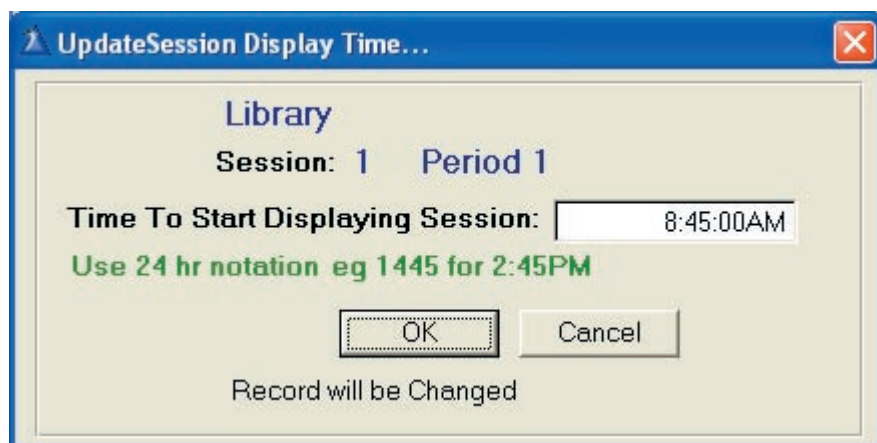 UpdateSession Display Time...
Library
Session: 1 Period 1
Time To Start Displaying Session: 8:45:00AM
Use 24 hr notation eg 1445 for 2:45PM
OK Cancel
Record will be Changed